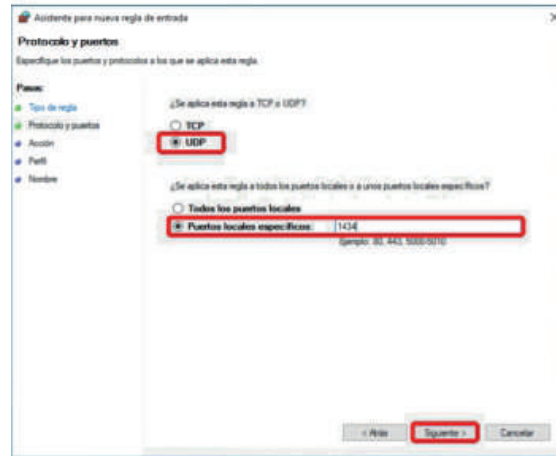 Asistente para nueva regla de entrada
Protocolo y puertos
Especifique los puertos y protocolos a los que se aplica esta regla.
Pasos:
Tipo de regla
Protocolo y puertos
Acción
Perfil
Nombre
¿Se aplica esta regla a TCP o UDP?
TCP
UDP
¿Se aplica esta regla a todos los puertos locales o a unos puertos locales específicos?
Todos los puertos locales
Puertos locales específicos: 1434
Ejemplo: 80, 443, 5000-5010
< Atrás Siguiente > Cancelar